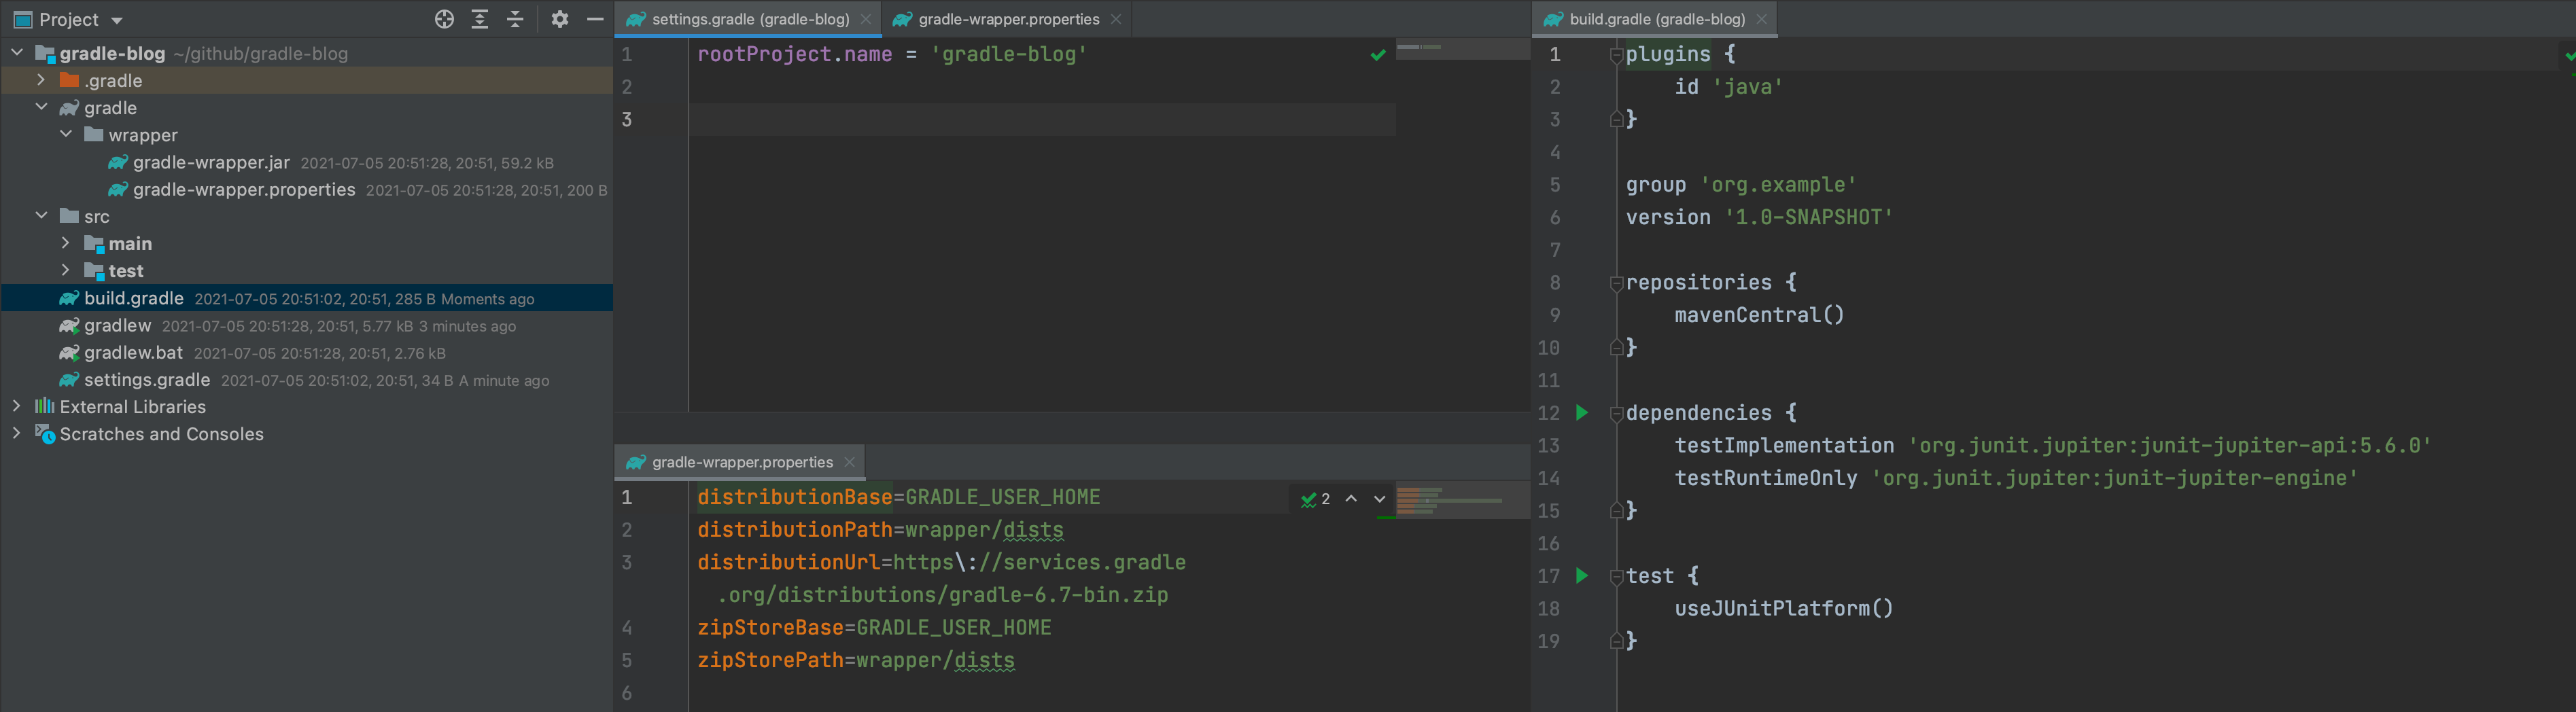 Project
gradle-blog ~/github/gradle-blog
.gradle
gradle
wrapper
gradle-wrapper.jar 2021-07-05 20:51:28, 20:51, 59.2 kB
gradle-wrapper.properties 2021-07-05 20:51:28, 20:51, 200 B
src
main
test
build.gradle 2021-07-05 20:51:02, 20:51, 285 B Moments ago
gradlew 2021-07-05 20:51:28, 20:51, 5.77 kB 3 minutes ago
gradlew.bat 2021-07-05 20:51:28, 20:51, 2.76 kB
settings.gradle 2021-07-05 20:51:02, 20:51, 34 B A minute ago
External Libraries
Scratches and Consoles
settings.gradle (gradle-blog) gradle-wrapper.properties
1 rootProject.name = 'gradle-blog'
2
3
gradle-wrapper.properties
1 distributionBase=GRADLE_USER_HOME 2
2 distributionPath=wrapper/dists
3 distributionUrl=https\://services.gradle
.org/distributions/gradle-6.7-bin.zip
4 zipStoreBase=GRADLE_USER_HOME
5 zipStorePath=wrapper/dists
6
build.gradle (gradle-blog)
1 plugins {
2 id 'java'
3 }
4
5 group 'org.example'
6 version '1.0-SNAPSHOT'
7
8 repositories {
9 mavenCentral()
10 }
11
12 dependencies {
13 testImplementation 'org.junit.jupiter:junit-jupiter-api:5.6.0'
14 testRuntimeOnly 'org.junit.jupiter:junit-jupiter-engine'
15 }
16
17 test {
18 useJUnitPlatform()
19 }